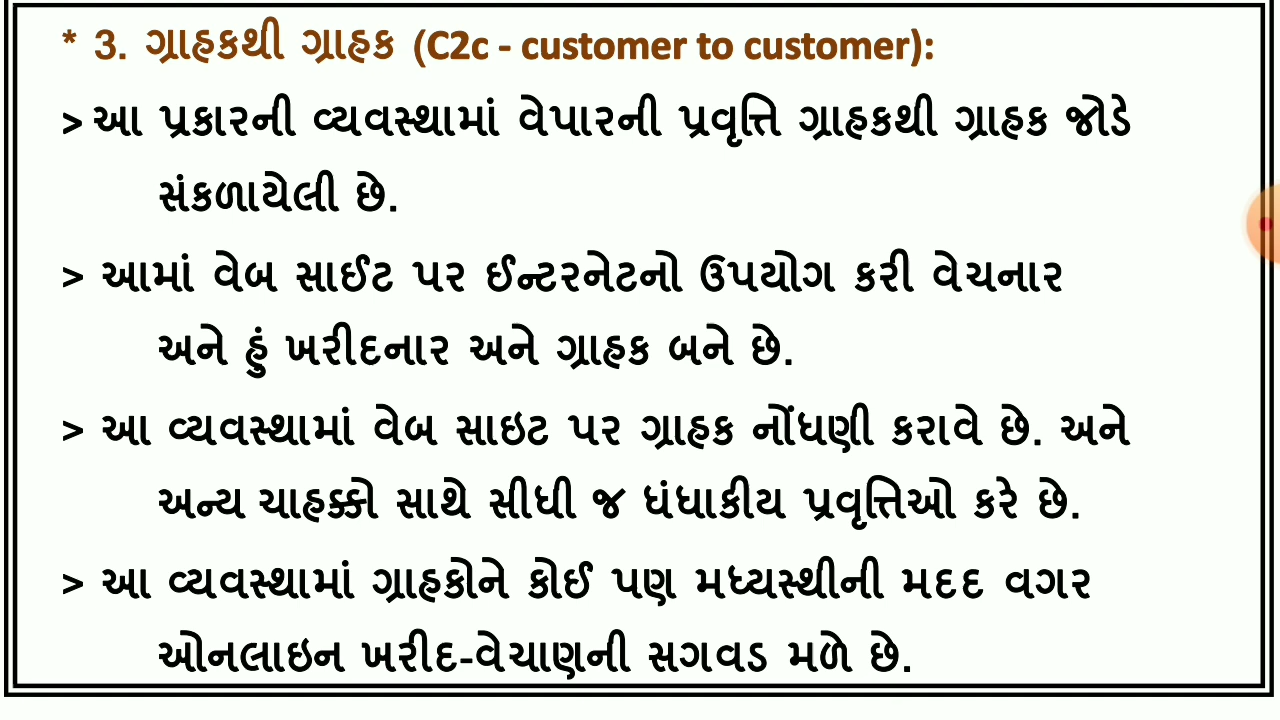 * 3. ગ્રાહકથી ગ્રાહક (C2c - customer to customer):
> આ પ્રકારની વ્યવસ્થામાં વેપારની પ્રવૃત્તિ ગ્રાહકથી ગ્રાહક જોડે
સંકળાયેલી છે.
> આમાં વેબ સાઈટ પર ઈન્ટરનેટનો ઉપયોગ કરી વેચનાર
અને હું ખરીદનાર અને ગ્રાહક બને છે.
> આ વ્યવસ્થામાં વેબ સાઇટ પર ગ્રાહક નોંધણી કરાવે છે. અને
અન્ય ચાહક્કો સાથે સીધી જ ધંધાકીય પ્રવૃત્તિઓ કરે છે.
> આ વ્યવસ્થામાં ગ્રાહકોને કોઈ પણ મધ્યસ્થીની મદદ વગર
ઓનલાઇન ખરીદ-વેચાણની સગવડ મળે છે.